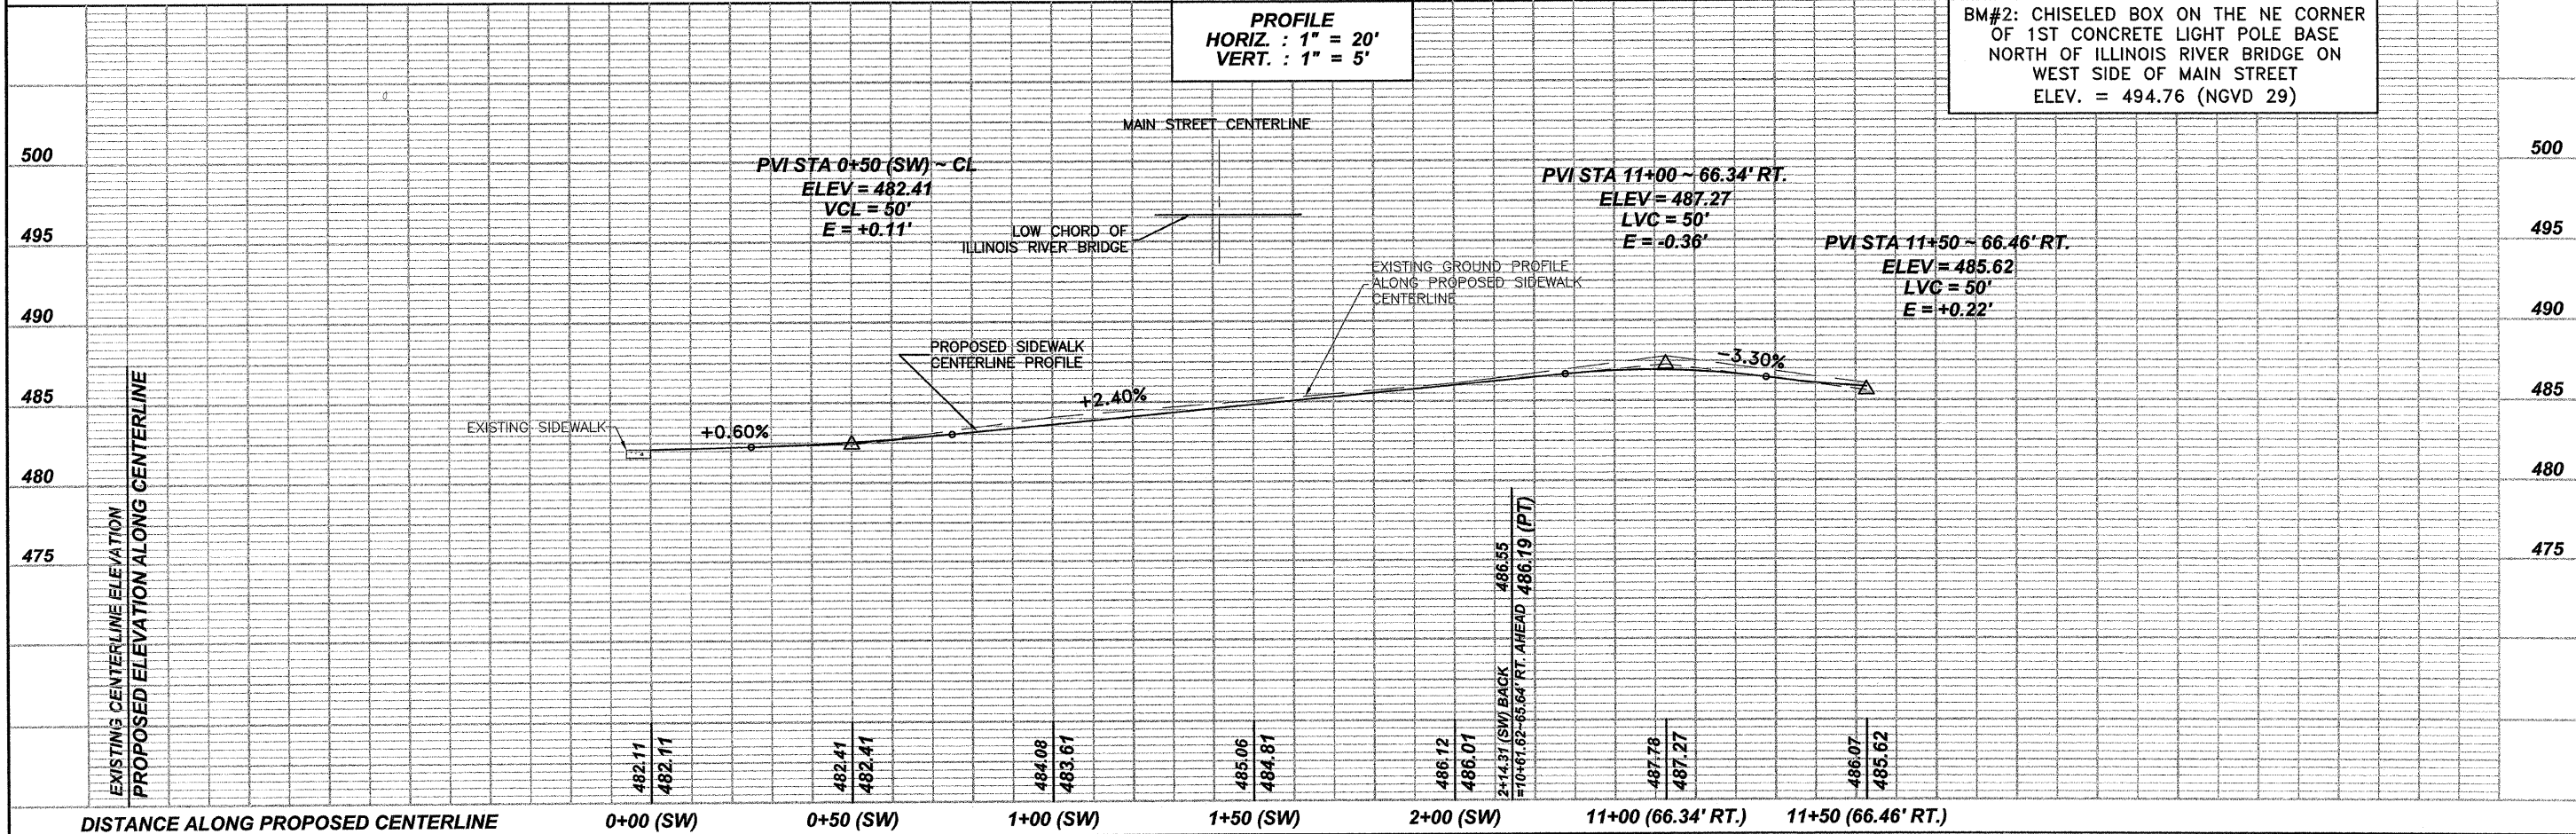 PROFILE
HORIZ. : 1" = 20'
VERT. : 1" = 5'
BM#2: CHISELED BOX ON THE NE CORNER
OF 1ST CONCRETE LIGHT POLE BASE
NORTH OF ILLINOIS RIVER BRIDGE ON
WEST SIDE OF MAIN STREET
ELEV. = 494.76 (NGVD 29)
MAIN STREET CENTERLINE
500
500
PVI STA 0+50 (SW) ~ CL
ELEV = 482.41
VCL = 50'
E = +0.11'
PVI STA 11+00 ~ 66.34' RT.
ELEV = 487.27
LVC = 50'
E = -0.36'
495
495
LOW CHORD OF
ILLINOIS RIVER BRIDGE
PVI STA 11+50 ~ 66.46' RT.
ELEV = 485.62
LVC = 50'
E = +0.22'
EXISTING GROUND PROFILE
ALONG PROPOSED SIDEWALK
CENTERLINE
490
490
PROPOSED SIDEWALK
CENTERLINE PROFILE
-3.30%
+2.40%
485
485
EXISTING SIDEWALK
+0.60%
480
480
475
475
EXISTING CENTERLINE ELEVATION
PROPOSED ELEVATION ALONG CENTERLINE
482.11
482.11
482.41
482.41
484.08
483.61
485.06
484.81
486.12
486.01
2+14.31 (SW) BACK 486.55
=10+61.62~65.64' RT. AHEAD 486.19 (PT)
487.78
487.27
486.07
485.62
DISTANCE ALONG PROPOSED CENTERLINE
0+00 (SW)
0+50 (SW)
1+00 (SW)
1+50 (SW)
2+00 (SW)
11+00 (66.34' RT.)
11+50 (66.46' RT.)